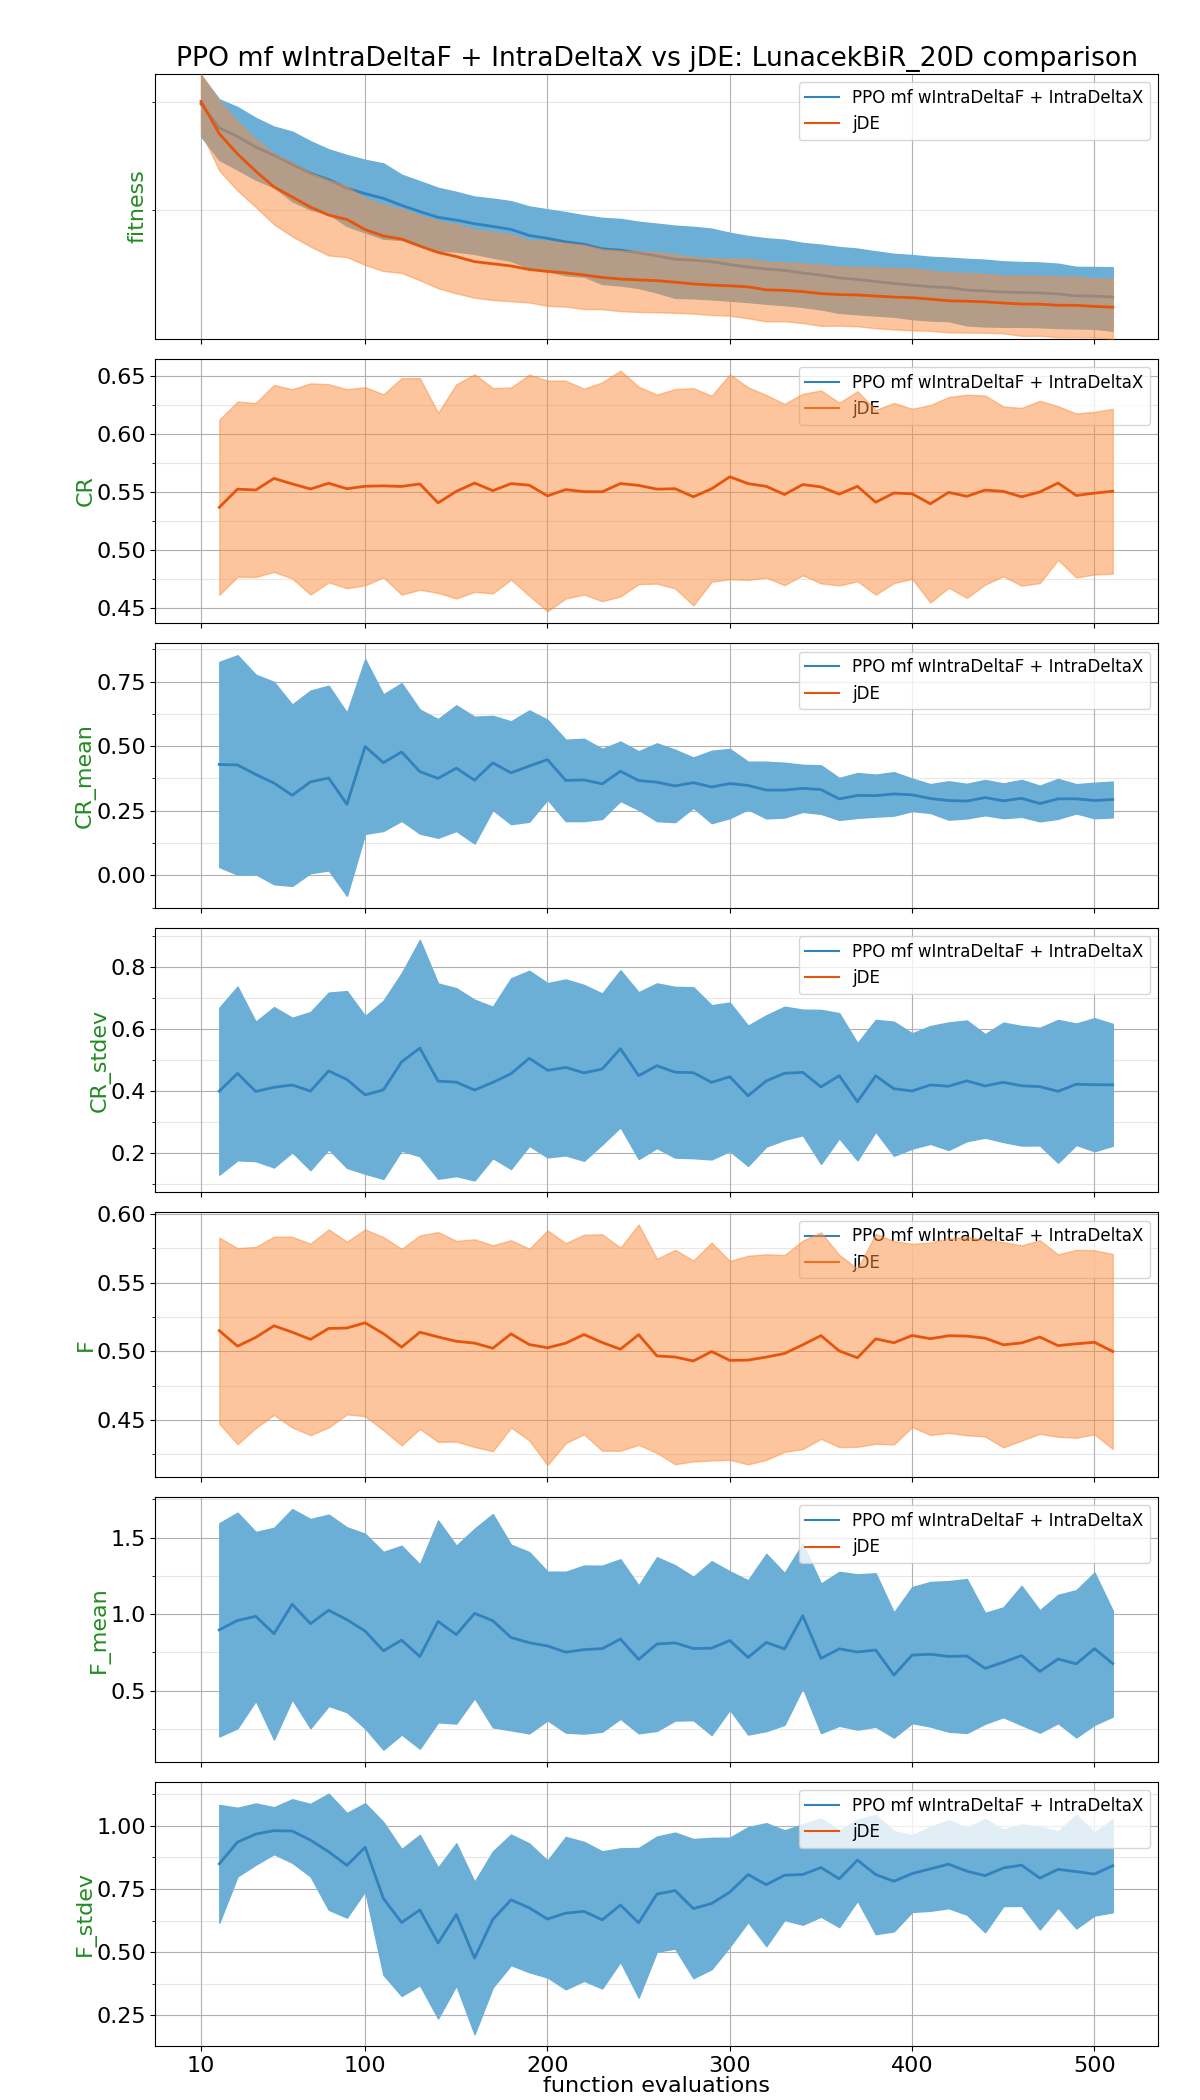 PPO mf wIntraDeltaF + IntraDeltaX vs jDE: LunacekBiR_20D comparison
fitness
PPO mf wIntraDeltaF + IntraDeltaX
jDE
CR
0.65
0.60
0.55
0.50
0.45
PPO mf wIntraDeltaF + IntraDeltaX
jDE
CR_mean
0.75
0.50
0.25
0.00
PPO mf wIntraDeltaF + IntraDeltaX
jDE
CR_stdev
0.8
0.6
0.4
0.2
PPO mf wIntraDeltaF + IntraDeltaX
jDE
F
0.60
0.55
0.50
0.45
PPO mf wIntraDeltaF + IntraDeltaX
jDE
F_mean
1.5
1.0
0.5
PPO mf wIntraDeltaF + IntraDeltaX
jDE
F_stdev
1.00
0.75
0.50
0.25
PPO mf wIntraDeltaF + IntraDeltaX
jDE
10 100 200 300 400 500
function evaluations